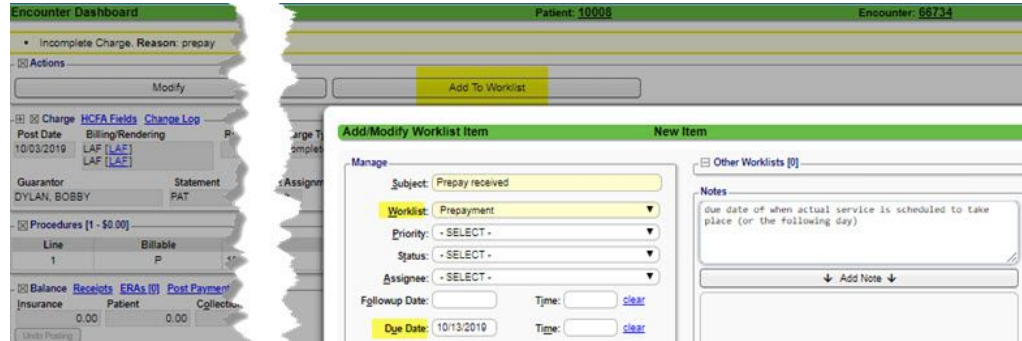 Encounter Dashboard Patient: 10008 Encounter: 66734
Incomplete Charge. Reason: prepay
Actions
Modify Add To Worklist
Charge HCFA Fields Change Log
Post Date Billing/Rendering
10/03/2019 LAF [LAF]
LAF [LAF]
Guarantor Statement
DYLAN, BOBBY PAT
Procedures [1 - $0.00]
Line Billable
1 P
Balance Receipts ERAs [0] Post Payment
Insurance Patient
0.00 0.00
Undo Posting
Add/Modify Worklist Item New Item
Manage
Subject: Prepay received
Worklist: Prepayment
Priority: - SELECT -
Status: - SELECT -
Assignee: - SELECT -
Followup Date: Time: clear
Due Date: 10/13/2019 Time: clear
Other Worklists [0]
Notes
due date of when actual service is scheduled to take
place (or the following day)
Add Note